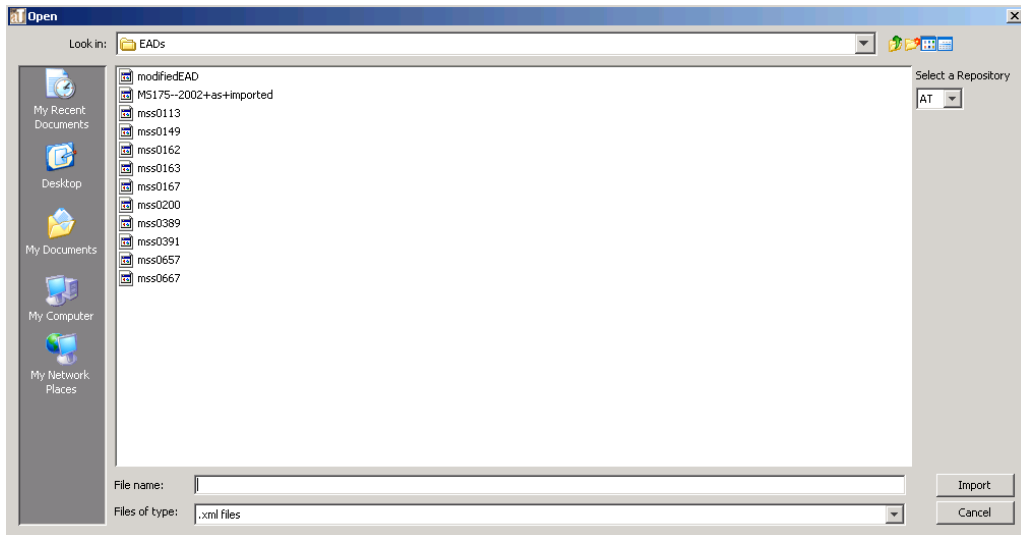 aT Open
Look in: EADs
My Recent
Documents
Desktop
My Documents
My Computer
My Network
Places
modifiedEAD
MS175--2002+as+imported
mss0113
mss0149
mss0162
mss0163
mss0167
mss0200
mss0389
mss0391
mss0657
mss0667
Select a Repository
AT
File name:
Import
Files of type: .xml files
Cancel